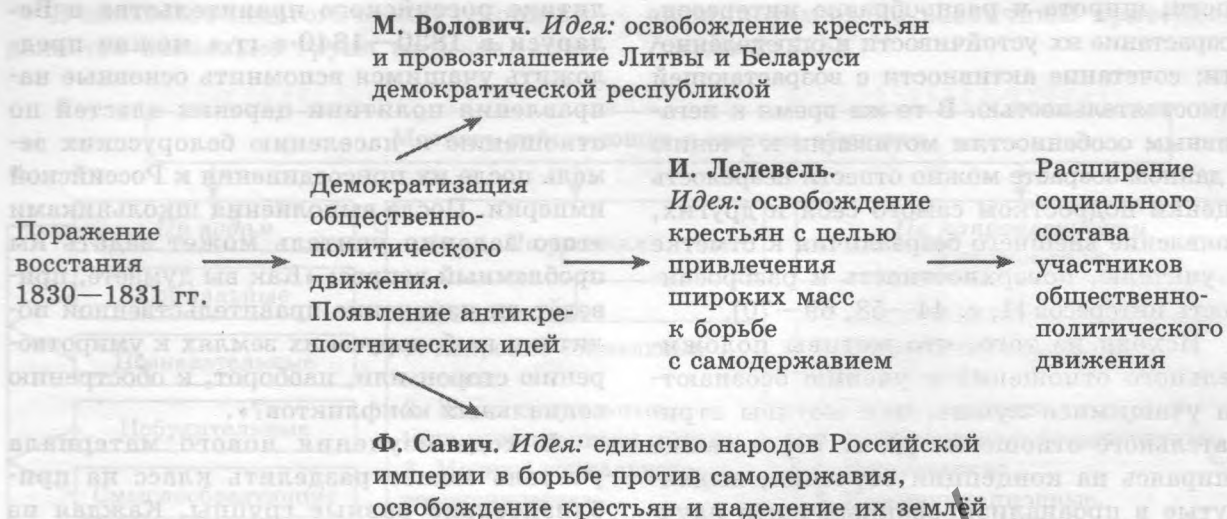 М. Волович. Идея: освобождение крестьян
и провозглашение Литвы и Беларуси
демократической республикой
Поражение
восстания
1830—1831 гг.
Демократизация
общественно-
политического
движения.
Появление антикре-
постнических идей
И. Лелевель.
Идея: освобождение
крестьян с целью
привлечения
широких масс
к борьбе
с самодержавием
Расширение
социального
состава
участников
общественно-
политического
движения
Ф. Савич. Идея: единство народов Российской
империи в борьбе против самодержавия,
освобождение крестьян и наделение их землёй